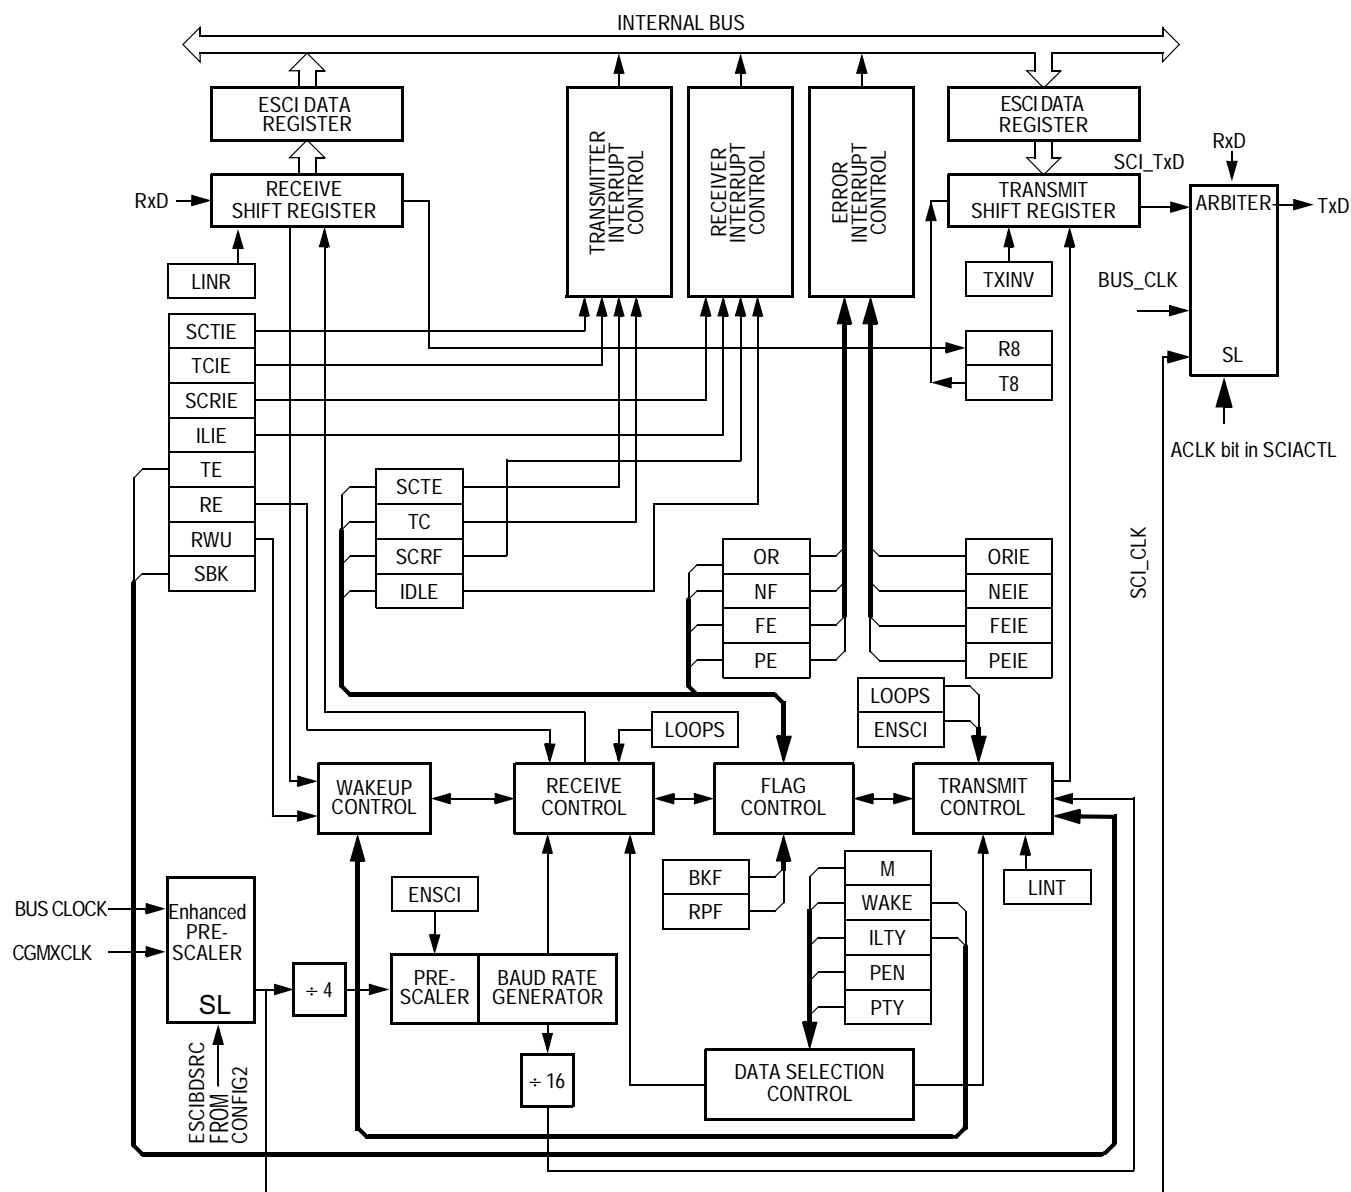 INTERNAL BUS
ESCI DATA
REGISTER
TRANSMITTER
INTERRUPT
CONTROL
RECEIVER
INTERRUPT
CONTROL
ERROR
INTERRUPT
CONTROL
ESCI DATA
REGISTER
RxD
RECEIVE
SHIFT REGISTER
TRANSMIT
SHIFT REGISTER
SCI_TxD
RxD
ARBITER
TxD
LINR
TXINV
BUS_CLK
SCTIE
TCIE
SCRIE
ILIE
TE
RE
RWU
SBK
R8
T8
SL
ACLK bit in SCIACTL
SCTE
TC
SCRF
IDLE
OR
NF
FE
PE
ORIE
NEIE
FEIE
PEIE
SCI_CLK
LOOPS
LOOPS
ENSCI
WAKEUP
CONTROL
RECEIVE
CONTROL
FLAG
CONTROL
TRANSMIT
CONTROL
BKF
RPF
M
WAKE
ILTY
PEN
PTY
LINT
BUS CLOCK
CGMXCLK
Enhanced
PRE-
SCALER
SL
ENSCI
÷ 4
PRE-
SCALER
BAUD RATE
GENERATOR
÷ 16
DATA SELECTION
CONTROL
ESCIBDSRC
FROM
CONFIG2